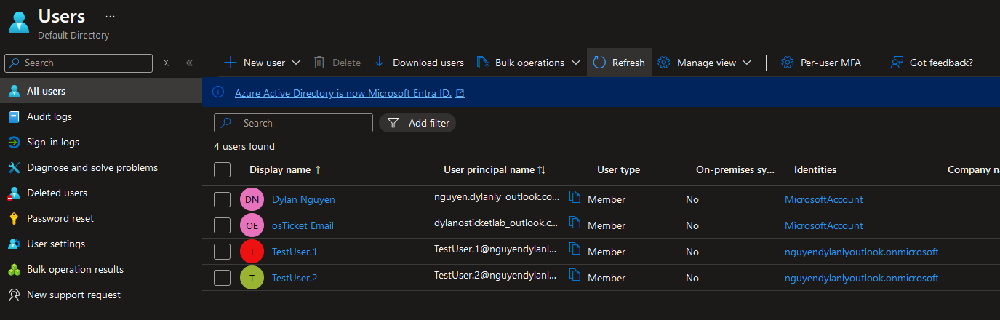 Users ...
Default Directory
Search
New user Delete Download users Bulk operations Refresh Manage view Per-user MFA Got feedback?
All users
Audit logs
Sign-in logs
Diagnose and solve problems
Deleted users
Password reset
User settings
Bulk operation results
New support request
Azure Active Directory is now Microsoft Entra ID.
Search Add filter
4 users found
Display name ↑ User principal name ↑↓ User type On-premises sy... Identities Company na
DN Dylan Nguyen nguyen.dylanly_outlook.co... Member No MicrosoftAccount
OE osTicket Email dylanosticketlab_outlook.c... Member No MicrosoftAccount
T TestUser.1 TestUser.1@nguyendylanl... Member No nguyendylanlyoutlook.onmicrosoft
T TestUser.2 TestUser.2@nguyendylanl... Member No nguyendylanlyoutlook.onmicrosoft